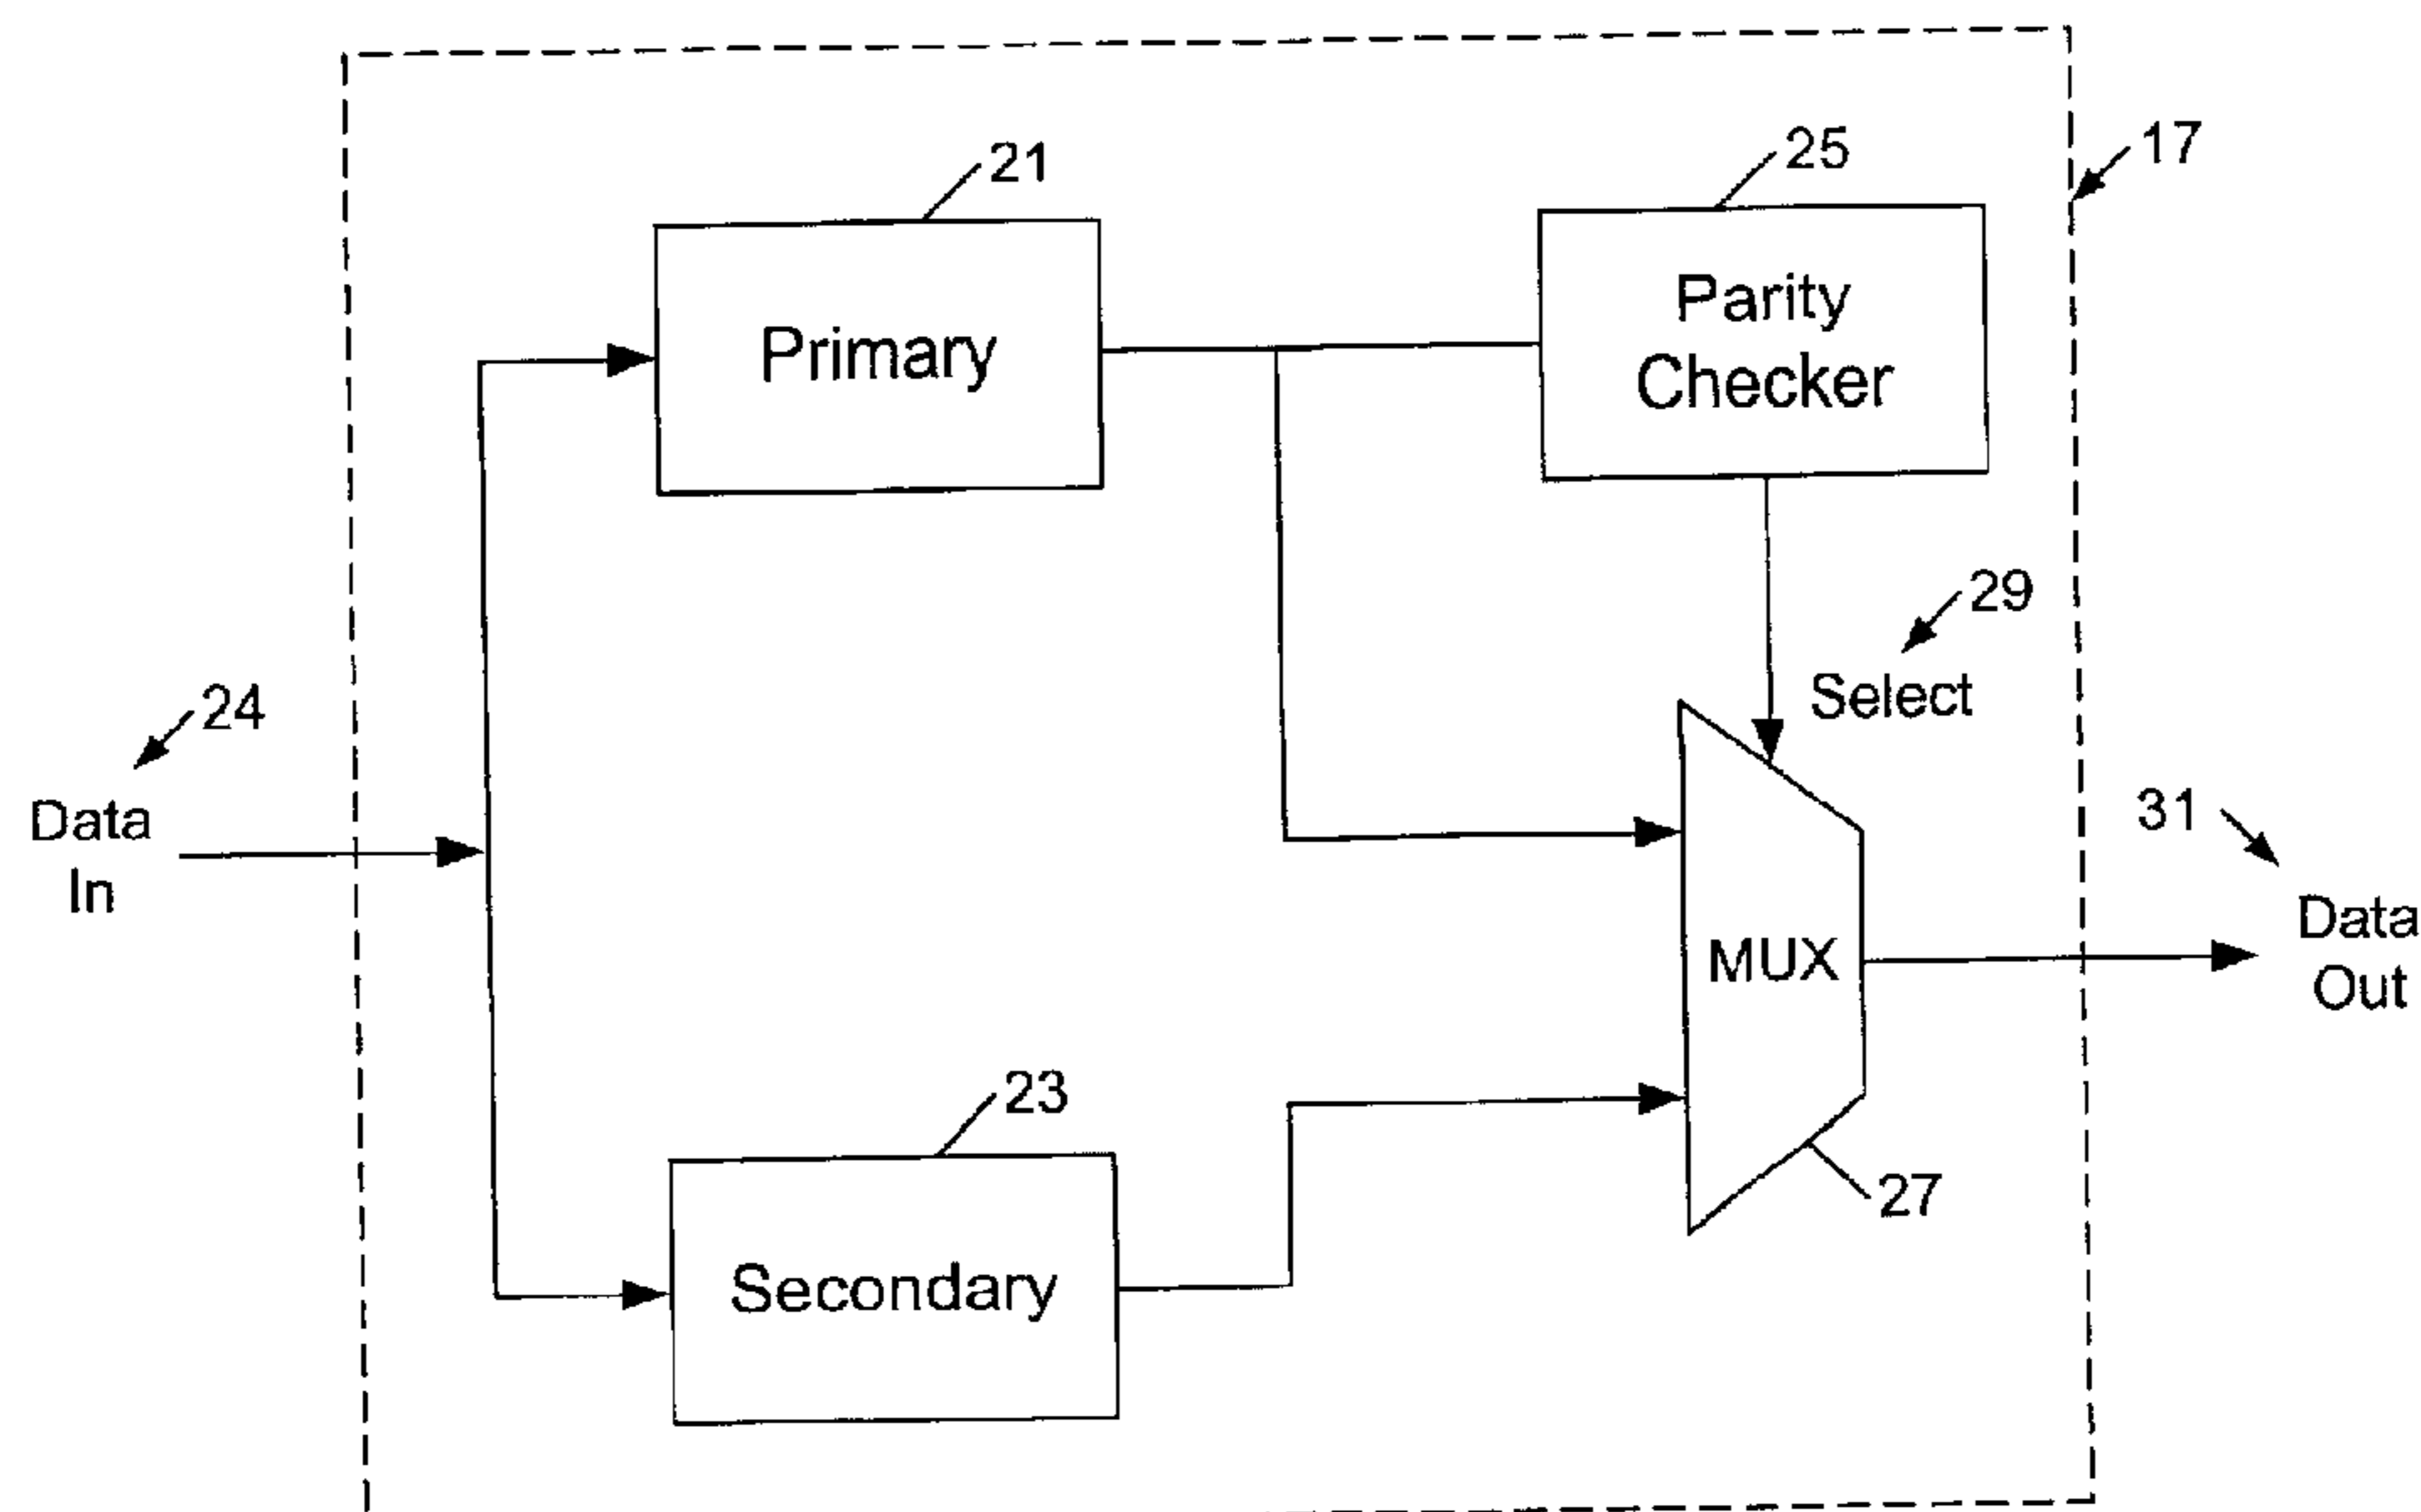 21
25
17
Primary
Parity
Checker
29
Select
24
Data
In
31
Data
Out
MUX
23
27
Secondary